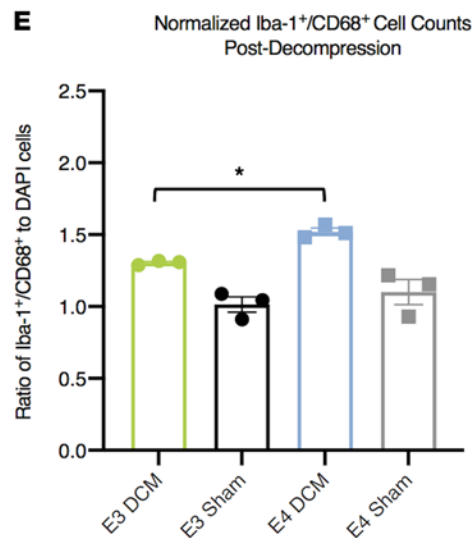 E
Normalized Iba-1⁺/CD68⁺ Cell Counts
Post-Decompression
Ratio of Iba-1⁺/CD68⁺ to DAPI cells
2.5
2.0
1.5
1.0
0.5
0.0
*
E3 DCM
E3 Sham
E4 DCM
E4 Sham